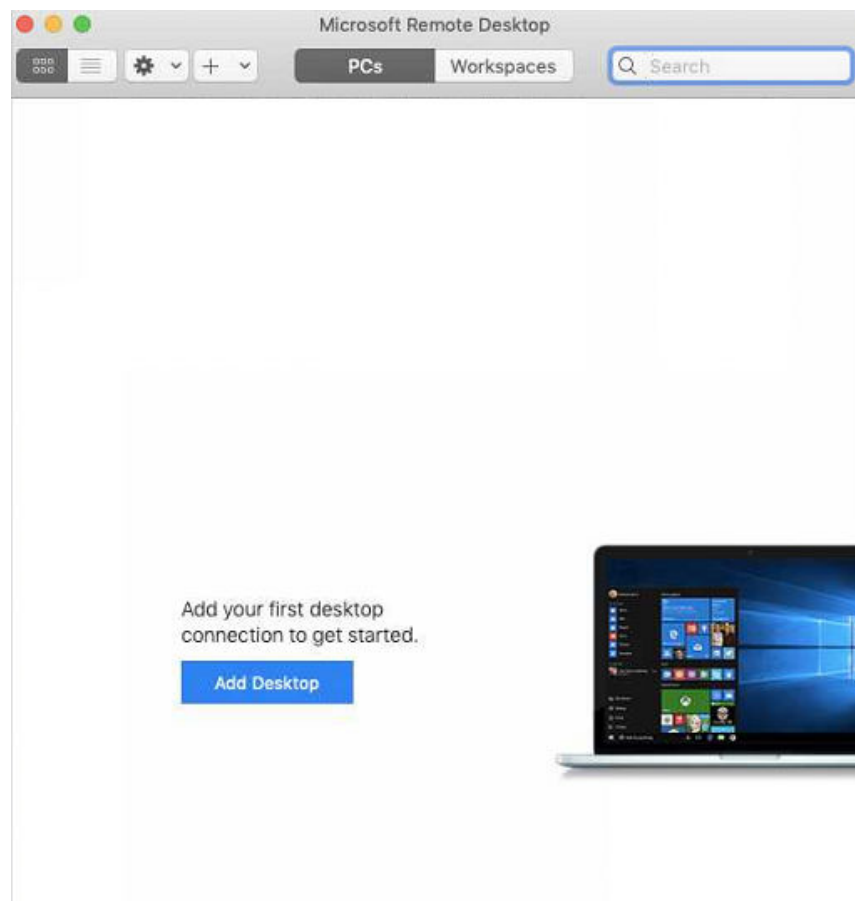 Microsoft Remote Desktop
PCs
Workspaces
Search
Add your first desktop
connection to get started.
Add Desktop